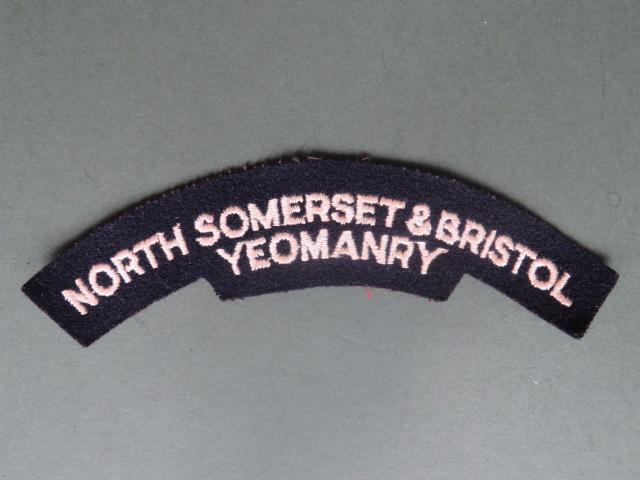 NORTH SOMERSET & BRISTOL
YEOMANRY